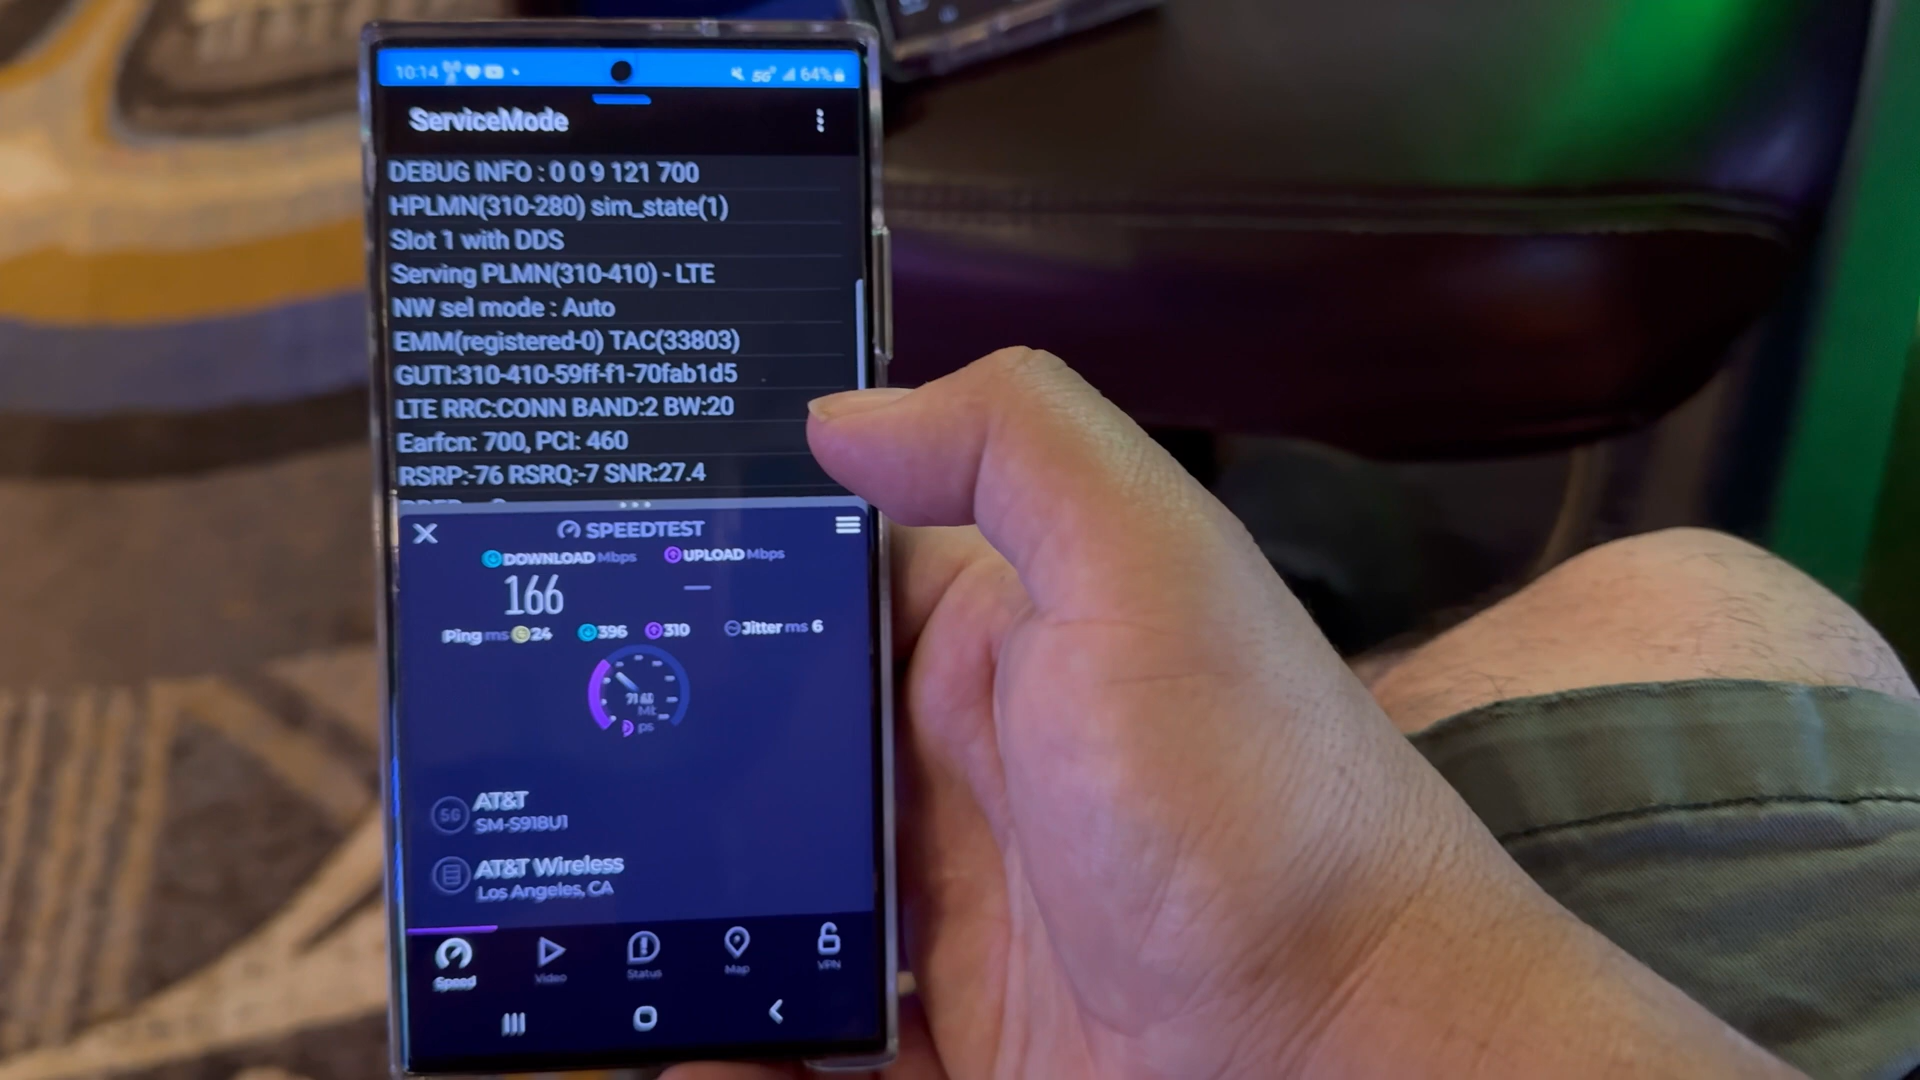 10:14 5G+ 64%
ServiceMode
DEBUG INFO : 0 0 9 121 700
HPLMN(310-280) sim_state(1)
Slot 1 with DDS
Serving PLMN(310-410) - LTE
NW sel mode : Auto
EMM(registered-0) TAC(33803)
GUTI:310-410-59ff-f1-70fab1d5
LTE RRC:CONN BAND:2 BW:20
Earfcn: 700, PCI: 460
RSRP:-76 RSRQ:-7 SNR:27.4
SPEEDTEST
DOWNLOAD Mbps UPLOAD Mbps
166 —
Ping ms 24 396 310 Jitter ms 6
5G AT&T
SM-S918U1
AT&T Wireless
Los Angeles, CA
Speed Video Status Map VPN